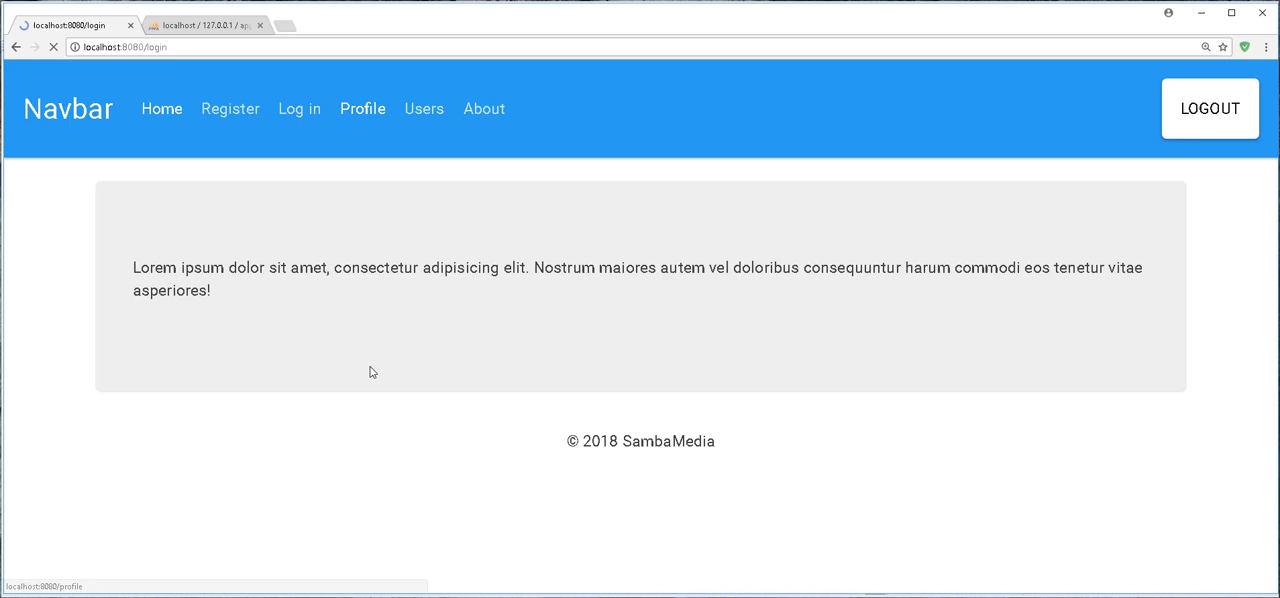 localhost:8080/login
localhost / 127.0.0.1 / ap
localhost:8080/login
Navbar Home Register Log in Profile Users About LOGOUT
Lorem ipsum dolor sit amet, consectetur adipisicing elit. Nostrum maiores autem vel doloribus consequuntur harum commodi eos tenetur vitae
asperiores!
© 2018 SambaMedia
localhost:8080/profile